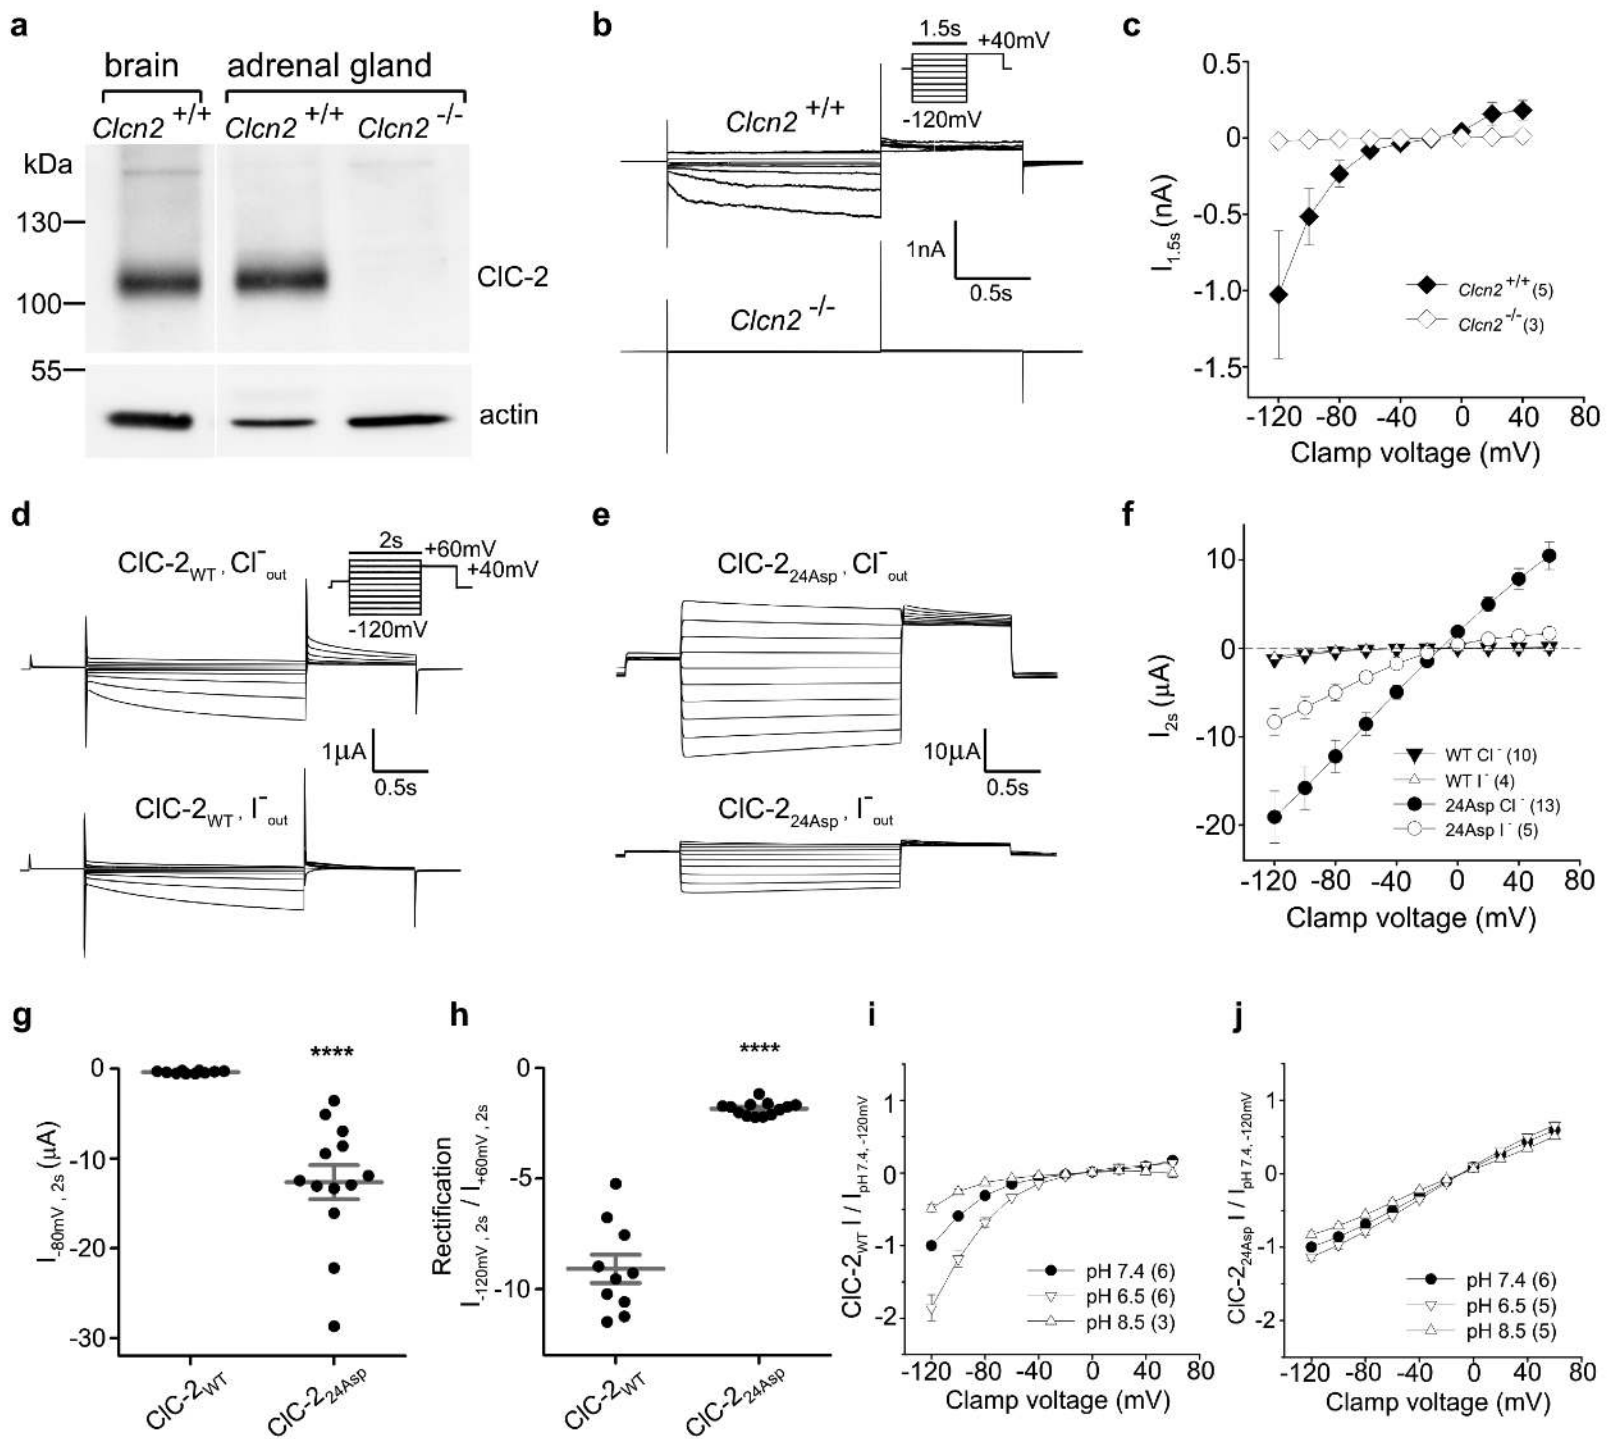 a
brain
adrenal gland
Clcn2 +/+
Clcn2 +/+
Clcn2 -/-
kDa
130
100
55
ClC-2
actin
b
1.5s
+40mV
-120mV
Clcn2 +/+
1nA
0.5s
Clcn2 -/-
c
0.5
0
-0.5
-1.0
-1.5
I1.5s (nA)
Clcn2 +/+ (5)
Clcn2 -/- (3)
-120 -80 -40 0 40 80
Clamp voltage (mV)
d
ClC-2WT, Cl-out
2s
+60mV
+40mV
-120mV
1µA
0.5s
ClC-2WT, I-out
e
ClC-224Asp, Cl-out
10µA
0.5s
ClC-224Asp, I-out
f
10
0
-10
-20
I2s (µA)
WT Cl- (10)
WT I- (4)
24Asp Cl- (13)
24Asp I- (5)
-120 -80 -40 0 40 80
Clamp voltage (mV)
g
****
0
-10
-20
-30
I-80mV, 2s (µA)
ClC-2WT
ClC-224Asp
h
****
0
-5
-10
Rectification
I-120mV, 2s / I+60mV, 2s
ClC-2WT
ClC-224Asp
i
1
0
-1
-2
ClC-2WT I / IpH 7.4, -120mV
pH 7.4 (6)
pH 6.5 (6)
pH 8.5 (3)
-120 -80 -40 0 40 80
Clamp voltage (mV)
j
1
0
-1
-2
ClC-224Asp I / IpH 7.4, -120mV
pH 7.4 (6)
pH 6.5 (5)
pH 8.5 (5)
-120 -80 -40 0 40 80
Clamp voltage (mV)